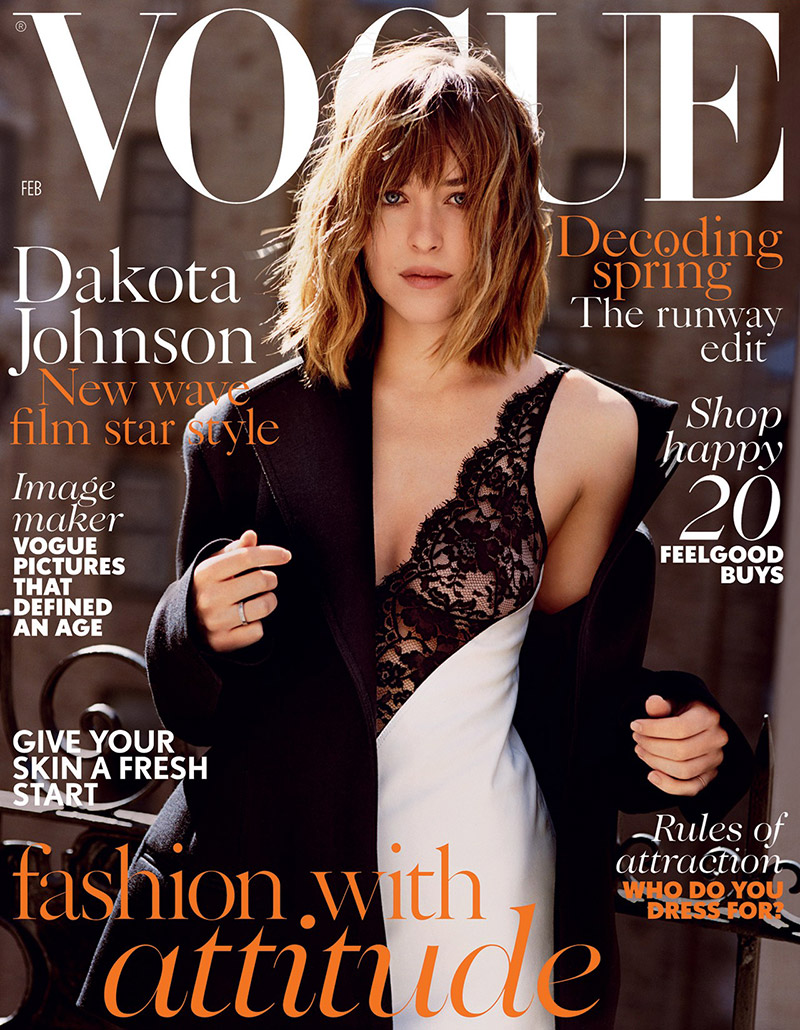 ®
VOGUE
FEB
Dakota
Johnson
New wave
film star style
Image
maker
VOGUE
PICTURES
THAT
DEFINED
AN AGE
GIVE YOUR
SKIN A FRESH
START
Decoding
spring
The runway
edit
Shop
happy
20
FEELGOOD
BUYS
Rules of
attraction
WHO DO YOU
DRESS FOR?
fashion with
attitude